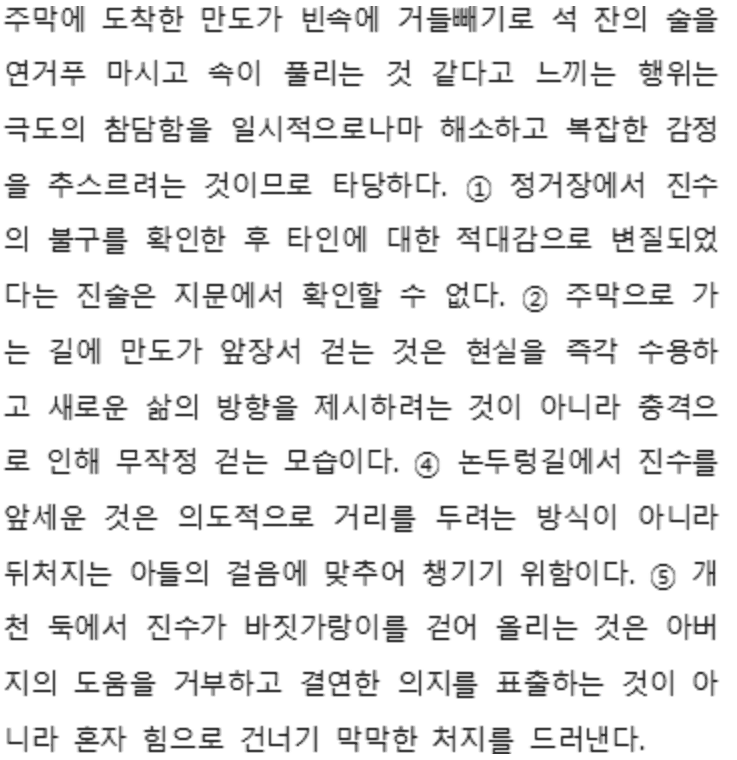 주막에 도착한 만도가 빈속에 거들빼기로 석 잔의 술을
연거푸 마시고 속이 풀리는 것 같다고 느끼는 행위는
극도의 참담함을 일시적으로나마 해소하고 복잡한 감정
을 추스르려는 것이므로 타당하다. ① 정거장에서 진수
의 불구를 확인한 후 타인에 대한 적대감으로 변질되었
다는 진술은 지문에서 확인할 수 없다. ② 주막으로 가
는 길에 만도가 앞장서 걷는 것은 현실을 즉각 수용하
고 새로운 삶의 방향을 제시하려는 것이 아니라 충격으
로 인해 무작정 걷는 모습이다. ④ 논두렁길에서 진수를
앞세운 것은 의도적으로 거리를 두려는 방식이 아니라
뒤처지는 아들의 걸음에 맞추어 챙기기 위함이다. ⑤ 개
천 둑에서 진수가 바짓가랑이를 걷어 올리는 것은 아버
지의 도움을 거부하고 결연한 의지를 표출하는 것이 아
니라 혼자 힘으로 건너기 막막한 처지를 드러낸다.